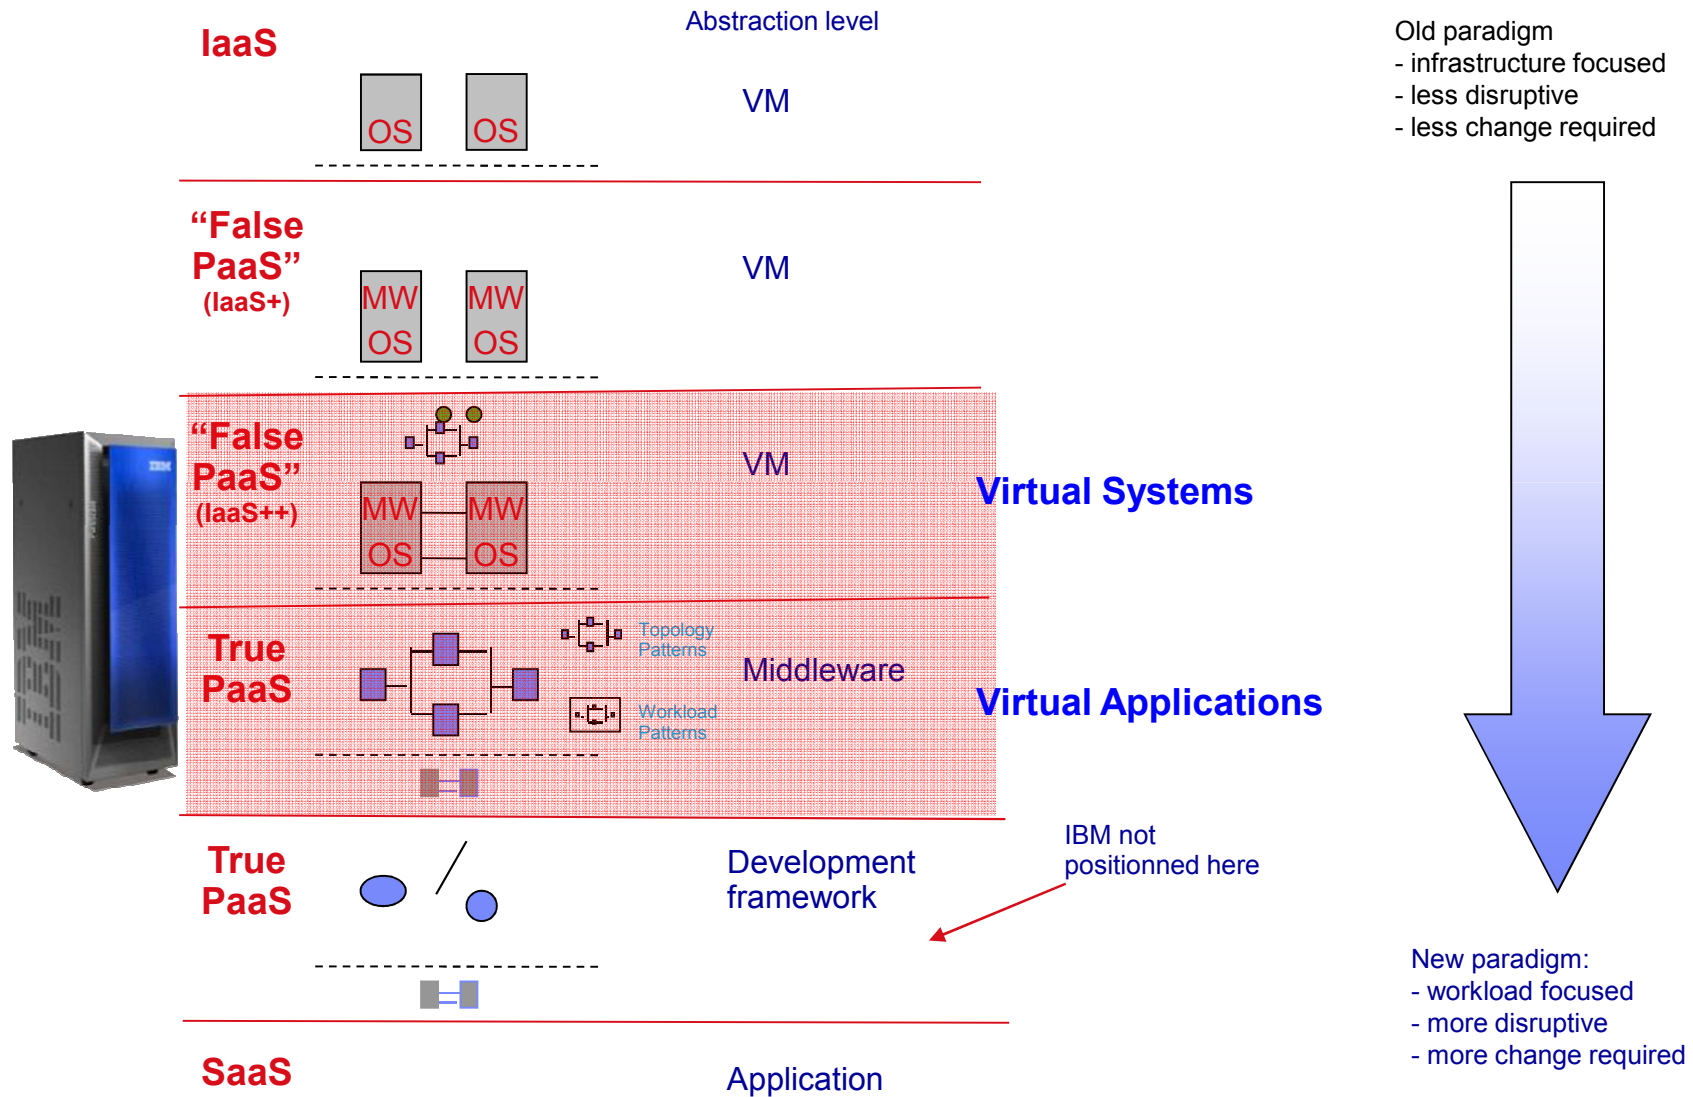 Abstraction level
IaaS
OS
OS
VM
Old paradigm
- infrastructure focused
- less disruptive
- less change required
“False
PaaS”
(IaaS+)
MW
OS
MW
OS
VM
“False
PaaS”
(IaaS++)
MW
OS
MW
OS
VM
Virtual Systems
IBM
IBM
True
PaaS
Topology
Patterns
Workload
Patterns
Middleware
Virtual Applications
True
PaaS
Development
framework
IBM not
positionned here
New paradigm:
- workload focused
- more disruptive
- more change required
SaaS
Application